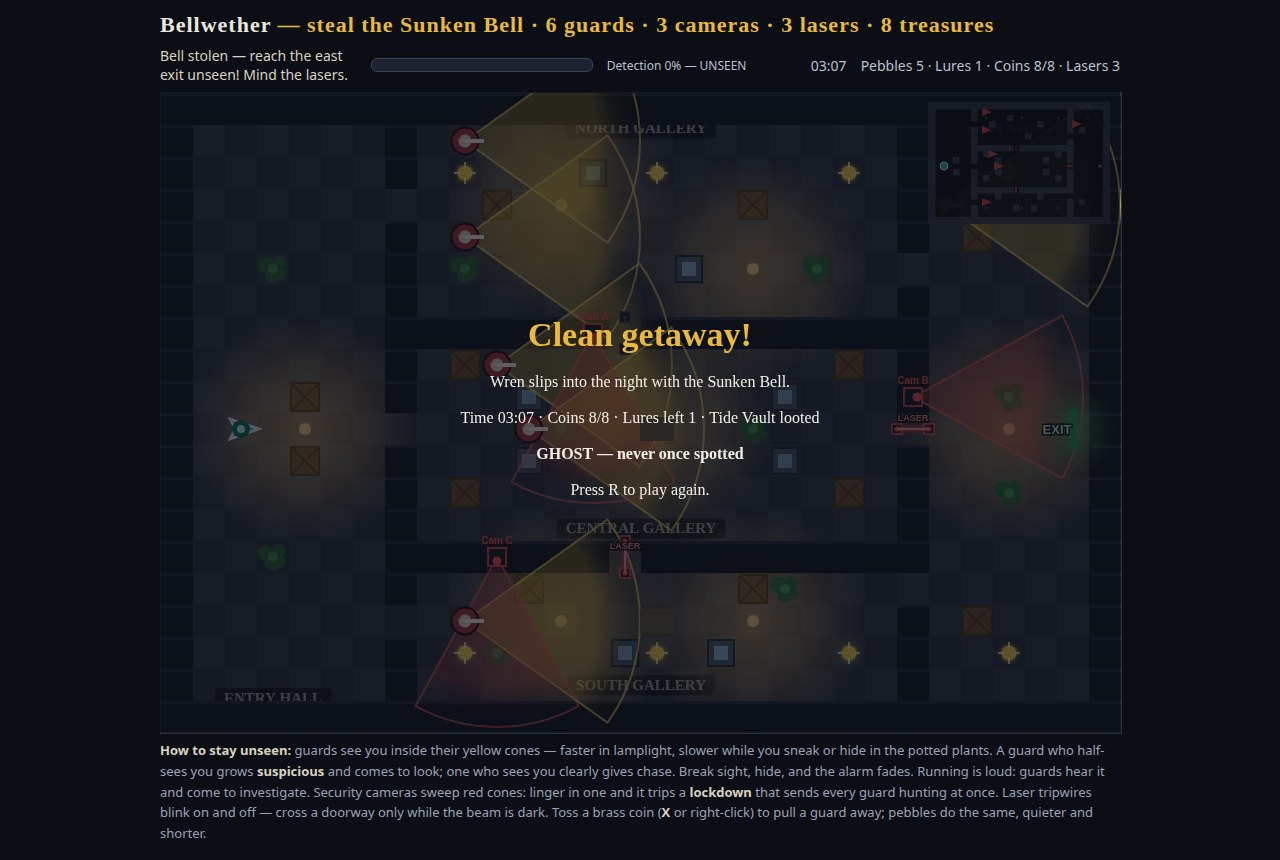 Bellwether — steal the Sunken Bell · 6 guards · 3 cameras · 3 lasers · 8 treasures
Bell stolen — reach the east
exit unseen! Mind the lasers.
Detection 0% — UNSEEN
03:07 Pebbles 5 · Lures 1 · Coins 8/8 · Lasers 3
NORTH GALLERY
Cam A
Clean getaway!
Wren slips into the night with the Sunken Bell.
Cam B
Time 03:07 · Coins 8/8 · Lures left 1 · Tide Vault looted
LASER
EXIT
GHOST — never once spotted
Press R to play again.
CENTRAL GALLERY
Cam C
LASER
SOUTH GALLERY
ENTRY HALL
How to stay unseen: guards see you inside their yellow cones — faster in lamplight, slower while you sneak or hide in the potted plants. A guard who half-
sees you grows suspicious and comes to look; one who sees you clearly gives chase. Break sight, hide, and the alarm fades. Running is loud: guards hear it
and come to investigate. Security cameras sweep red cones: linger in one and it trips a lockdown that sends every guard hunting at once. Laser tripwires
blink on and off — cross a doorway only while the beam is dark. Toss a brass coin (X or right-click) to pull a guard away; pebbles do the same, quieter and
shorter.